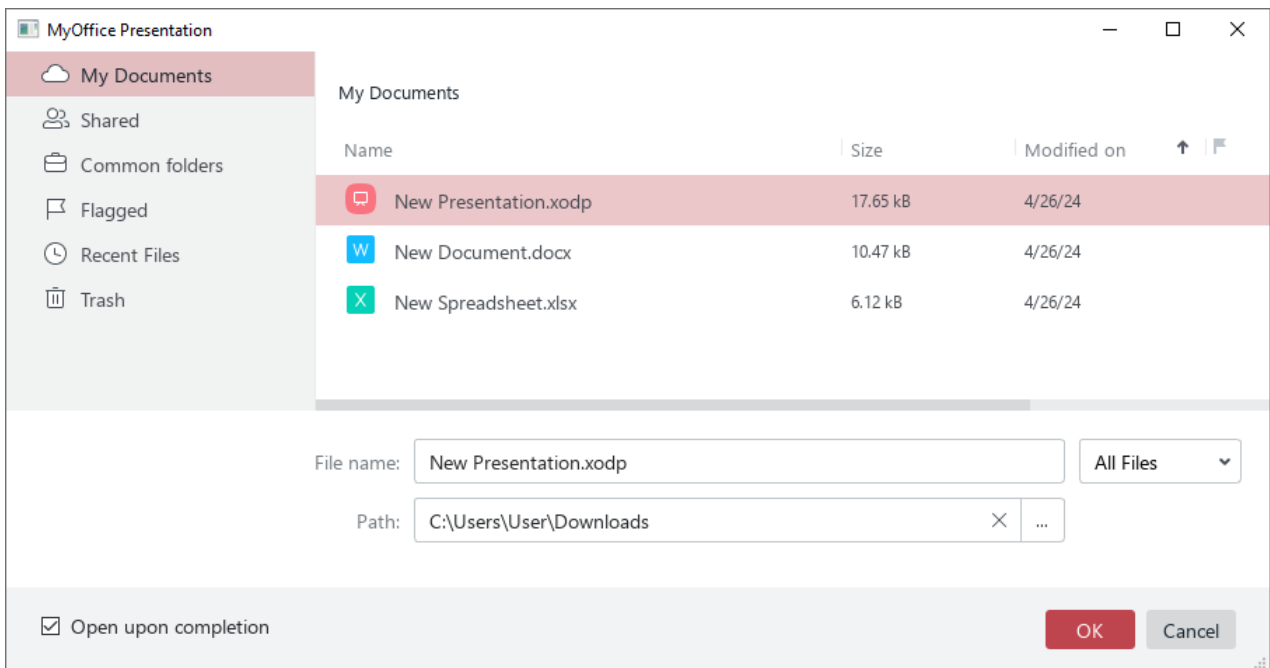 MyOffice Presentation
My Documents
Shared
Common folders
Flagged
Recent Files
Trash
My Documents
Name Size Modified on
New Presentation.xodp 17.65 kB 4/26/24
W New Document.docx 10.47 kB 4/26/24
X New Spreadsheet.xlsx 6.12 kB 4/26/24
File name: New Presentation.xodp All Files
Path: C:\Users\User\Downloads ...
Open upon completion OK Cancel